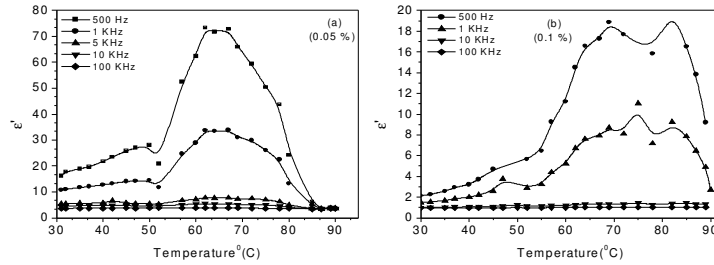 (a)
(0.05 %)
500 Hz
1 KHz
5 KHz
10 KHz
100 KHz
80
70
60
50
40
30
20
10
0
ε'
30 40 50 60 70 80 90
Temperature⁰(C)
(b)
(0.1 %)
500 Hz
1 KHz
10 KHz
100 KHz
20
18
16
14
12
10
8
6
4
2
0
ε'
30 40 50 60 70 80 90
Temperature(⁰C)